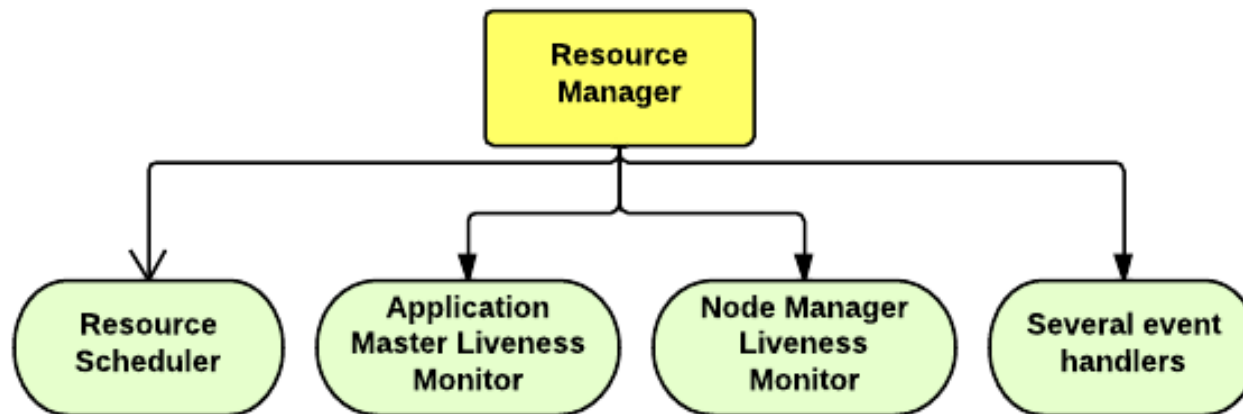 Resource
Manager
Resource
Scheduler
Application
Master Liveness
Monitor
Node Manager
Liveness
Monitor
Several event
handlers